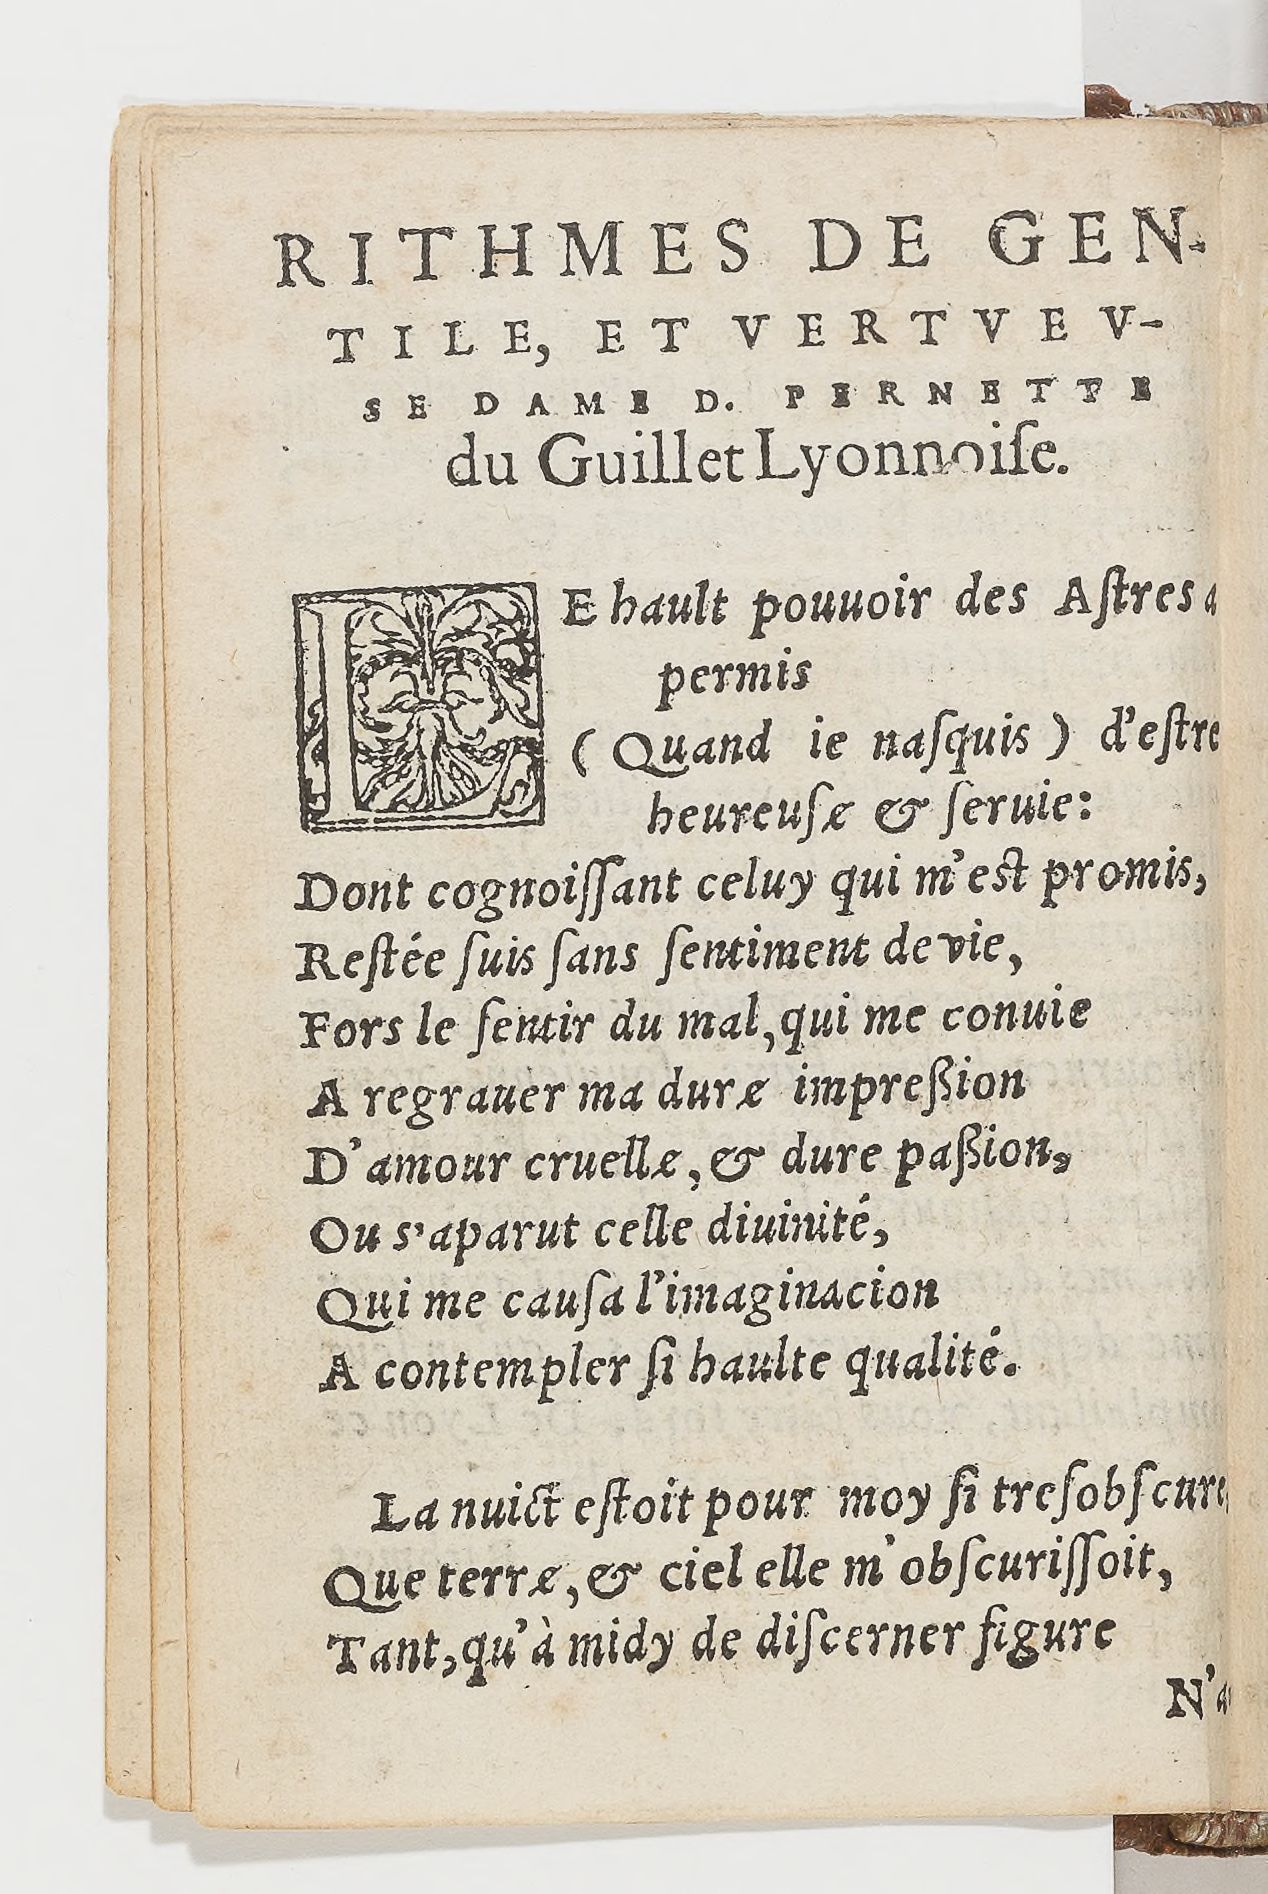 RITHMES DE GEN-
TILE, ET VERTVEV-
SE DAME D. PERNETTE
du Guillet Lyonnoiſe.
LE hault pouuoir des Aſtres a
permis
(Quand ie naſquis) d'eſtre
heureuſe & ſeruie:
Dont cognoiſſant celuy qui m'eſt promis,
Reſtée ſuis ſans ſentiment de vie,
Fors le ſentir du mal, qui me conuie
A regrauer ma dure impreßion
D'amour cruelle, & dure paßion,
Ou s'aparut celle diuinité,
Qui me cauſa l'imaginacion
A contempler ſi haulte qualité.
La nuict eſtoit pour moy ſi treſobſcure,
Que terre, & ciel elle m'obſcuriſſoit,
Tant, qu'à midy de diſcerner figure